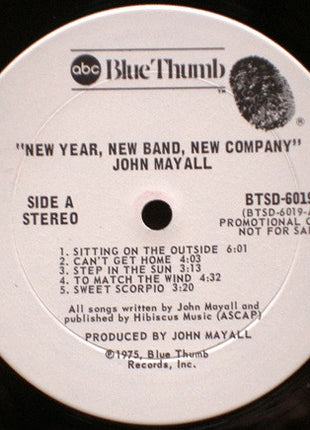 abc Blue Thumb
TM
®
"NEW YEAR, NEW BAND, NEW COMPANY"
JOHN MAYALL
SIDE A
STEREO
BTSD-6019
(BTSD-6019-A
PROMOTIONAL C
NOT FOR SAL
1. SITTING ON THE OUTSIDE 6:01
2. CAN'T GET HOME 4:03
3. STEP IN THE SUN 3:13
4. TO MATCH THE WIND 4:32
5. SWEET SCORPIO 3:20
All songs written by John Mayall and
published by Hibiscus Music (ASCAP)
PRODUCED BY JOHN MAYALL
℗1975, Blue Thumb
Records, Inc.